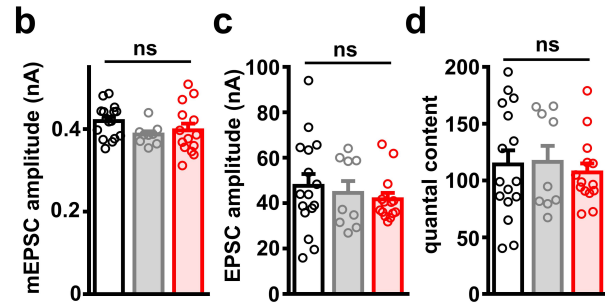 b
ns
mEPSC amplitude (nA)
0.4
0.2
0
c
ns
EPSC amplitude (nA)
100
80
60
40
20
0
d
ns
quantal content
200
150
100
50
0